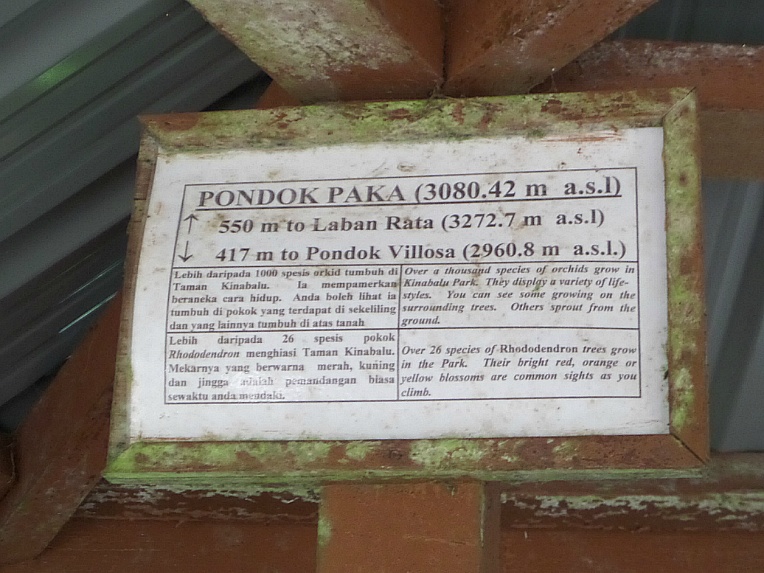 PONDOK PAKA (3080.42 m a.s.l)
↑ 550 m to Laban Rata (3272.7 m a.s.l)
↓ 417 m to Pondok Villosa (2960.8 m a.s.l.)
Lebih daripada 1000 spesis orkid tumbuh di
Taman Kinabalu. Ia mempamerkan
beraneka cara hidup. Anda boleh lihat ia
tumbuh di pokok yang terdapat di sekeliling
dan yang lainnya tumbuh di atas tanah
Over a thousand species of orchids grow in
Kinabalu Park. They display a variety of life-
styles. You can see some growing on the
surrounding trees. Others sprout from the
ground.
Lebih daripada 26 spesis pokok
Rhododendron menghiasi Taman Kinabalu.
Mekarnya yang berwarna merah, kuning
dan jingga adalah pemandangan biasa
sewaktu anda mendaki.
Over 26 species of Rhododendron trees grow
in the Park. Their bright red, orange or
yellow blossoms are common sights as you
climb.